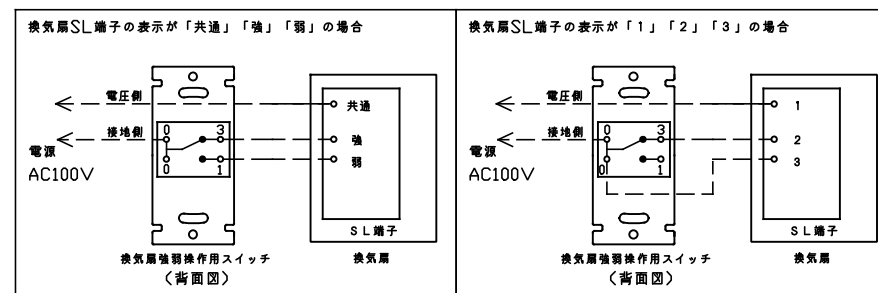 換気扇SL端子の表示が「共通」「強」「弱」の場合
電圧側
共通
接地側
0
3
強
電源
弱
AC100V
0
1
SL端子
換気扇強弱操作用スイッチ
換気扇
(背面図)
換気扇SL端子の表示が「1」「2」「3」の場合
電圧側
1
接地側
0
3
2
電源
3
AC100V
0
1
SL端子
換気扇強弱操作用スイッチ
換気扇
(背面図)